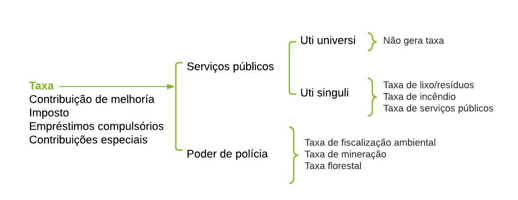 Taxa
Contribuição de melhoría
Imposto
Empréstimos compulsórios
Contribuições especiais
Serviços públicos
Uti universi
Não gera taxa
Uti singuli
Taxa de lixo/resíduos
Taxa de incêndio
Taxa de serviços públicos
Poder de polícia
Taxa de fiscalização ambiental
Taxa de mineração
Taxa florestal